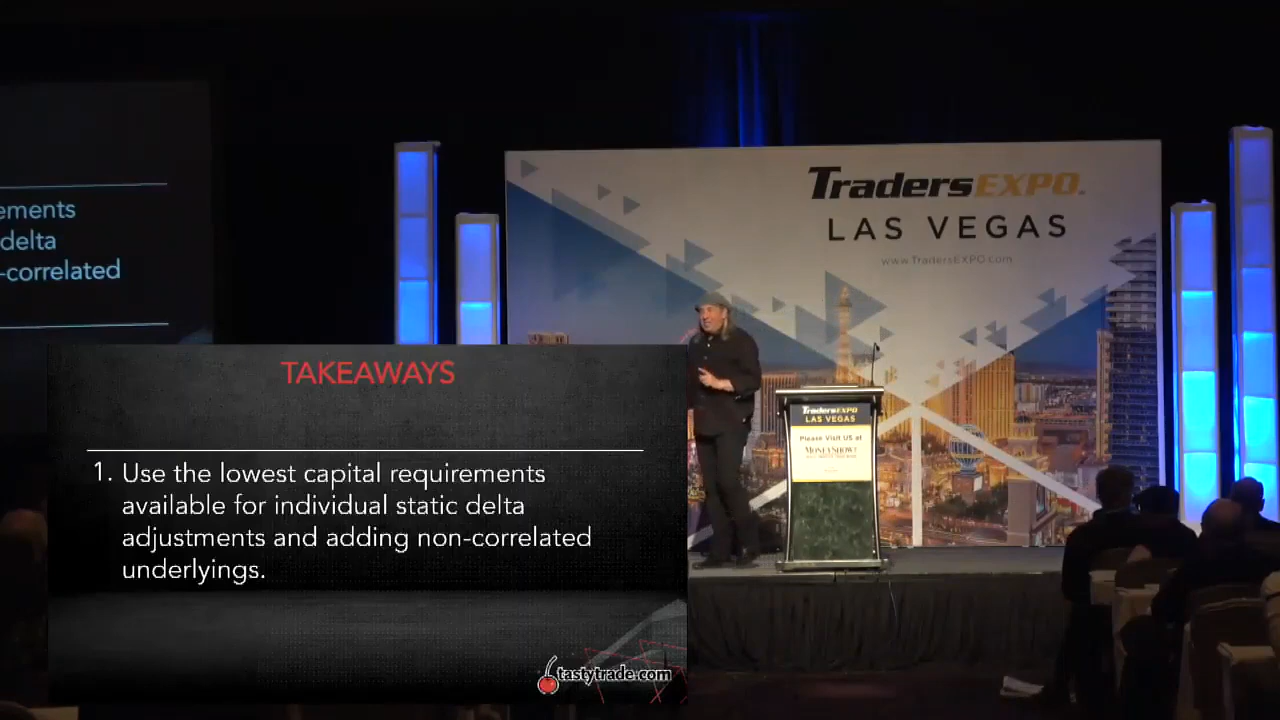 ements
delta
-correlated
TradersEXPO
LAS VEGAS
www.TradersEXPO.com
TAKEAWAYS
1. Use the lowest capital requirements
available for individual static delta
adjustments and adding non-correlated
underlyings.
tastytrade.com
TradersEXPO
LAS VEGAS
Please Visit US at
MONEYSHOW